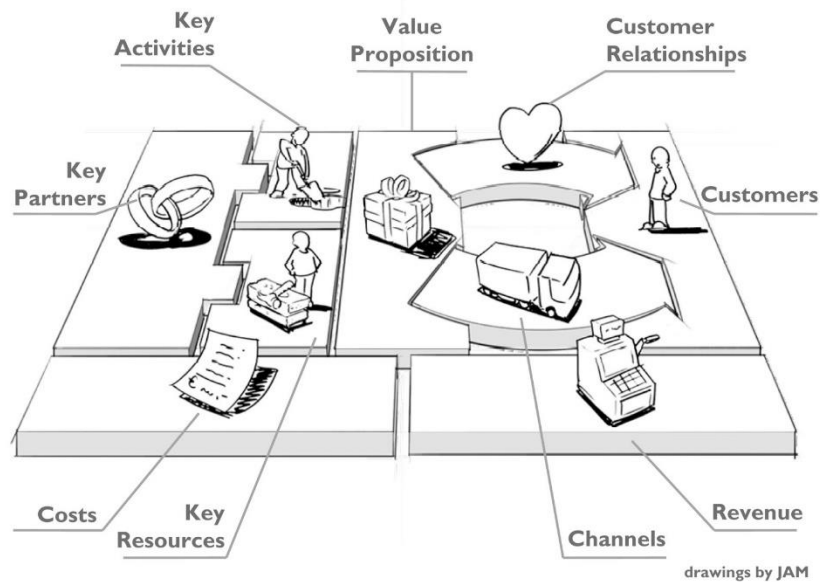 Key
Activities
Value
Proposition
Customer
Relationships
Key
Partners
Customers
Costs
Key
Resources
Channels
Revenue
drawings by JAM